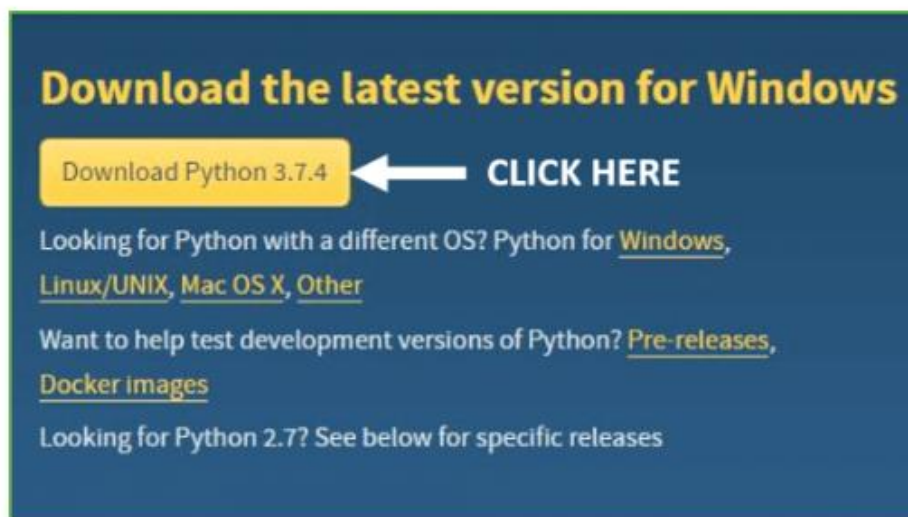 Download the latest version for Windows
Download Python 3.7.4 CLICK HERE
Looking for Python with a different OS? Python for Windows,
Linux/UNIX, Mac OS X, Other
Want to help test development versions of Python? Pre-releases,
Docker images
Looking for Python 2.7? See below for specific releases